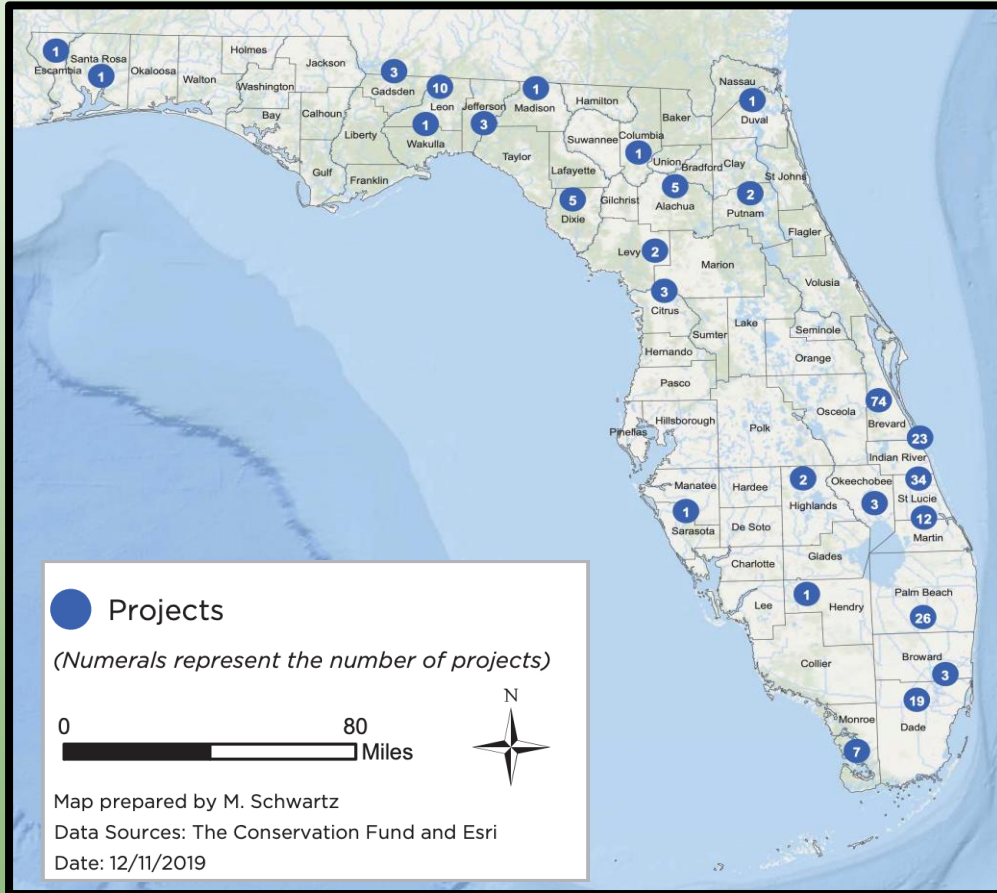 Holmes
Jackson
1
Santa Rosa
Escambia
1
Okaloosa
Walton
Washington
3
Gadsden
10
Leon
1
Madison
Hamilton
Nassau
1
Duval
Bay
Calhoun
Liberty
1
Wakulla
Jefferson
3
Taylor
Suwannee
Columbia
1
Baker
Union
Bradford
Clay
St Johns
Gulf
Franklin
Lafayette
5
Dixie
Gilchrist
5
Alachua
2
Putnam
Flagler
Levy
2
Marion
Volusia
3
Citrus
Sumter
Lake
Seminole
Hernando
Orange
Pasco
Osceola
74
Brevard
Pinellas
Hillsborough
Polk
23
Indian River
Manatee
Hardee
2
Highlands
Okeechobee
3
34
St Lucie
1
Sarasota
De Soto
12
Martin
Charlotte
Glades
Lee
1
Hendry
Palm Beach
26
Collier
Broward
3
19
Dade
Monroe
7
Projects
(Numerals represent the number of projects)
0
80
Miles
N
Map prepared by M. Schwartz
Data Sources: The Conservation Fund and Esri
Date: 12/11/2019